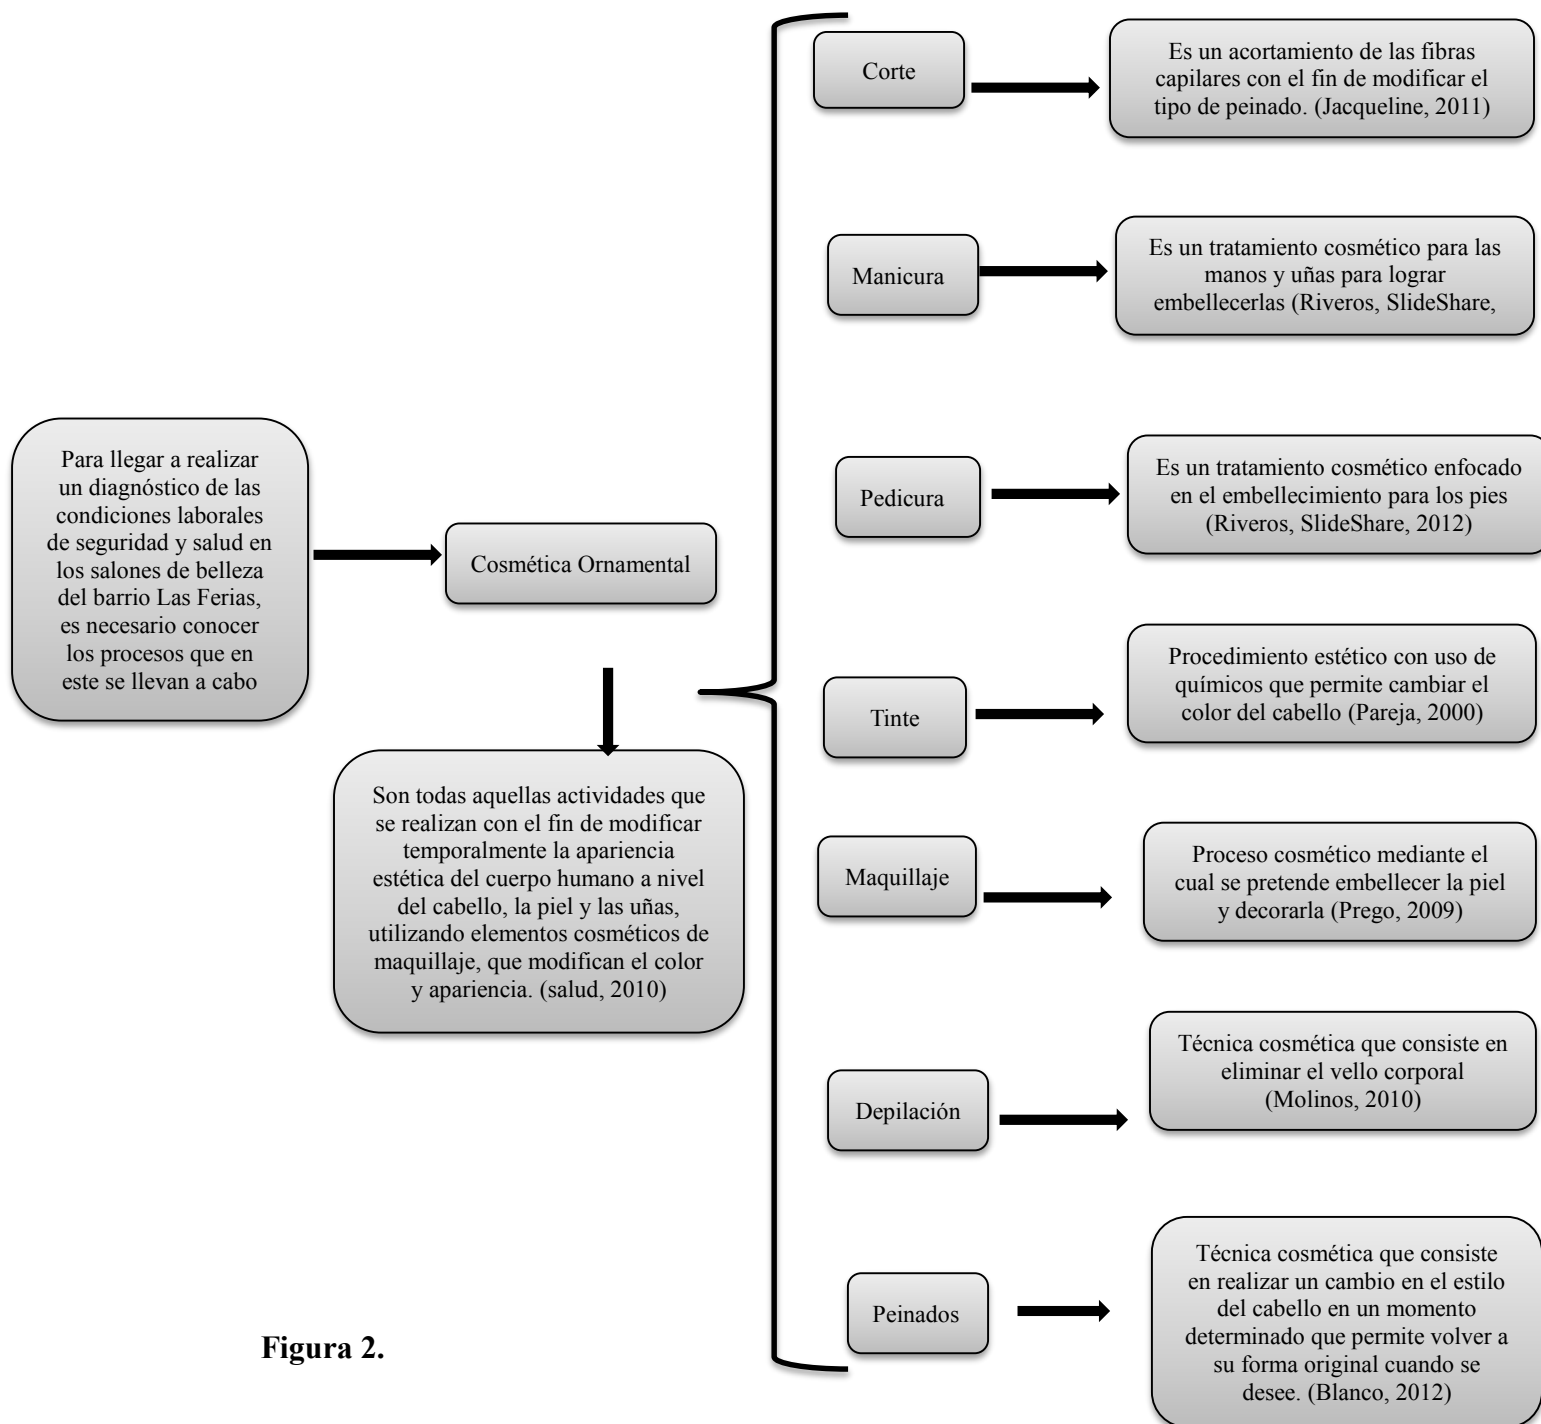 Para llegar a realizar
un diagnóstico de las
condiciones laborales
de seguridad y salud en
los salones de belleza
del barrio Las Ferias,
es necesario conocer
los procesos que en
este se llevan a cabo
Cosmética Ornamental
Son todas aquellas actividades que
se realizan con el fin de modificar
temporalmente la apariencia
estética del cuerpo humano a nivel
del cabello, la piel y las uñas,
utilizando elementos cosméticos de
maquillaje, que modifican el color
y apariencia. (salud, 2010)
Corte
Es un acortamiento de las fibras
capilares con el fin de modificar el
tipo de peinado. (Jacqueline, 2011)
Manicura
Es un tratamiento cosmético para las
manos y uñas para lograr
embellecerlas (Riveros, SlideShare,
Pedicura
Es un tratamiento cosmético enfocado
en el embellecimiento para los pies
(Riveros, SlideShare, 2012)
Tinte
Procedimiento estético con uso de
químicos que permite cambiar el
color del cabello (Pareja, 2000)
Maquillaje
Proceso cosmético mediante el
cual se pretende embellecer la piel
y decorarla (Prego, 2009)
Depilación
Técnica cosmética que consiste en
eliminar el vello corporal
(Molinos, 2010)
Peinados
Técnica cosmética que consiste
en realizar un cambio en el estilo
del cabello en un momento
determinado que permite volver a
su forma original cuando se
desee. (Blanco, 2012)
Figura 2.